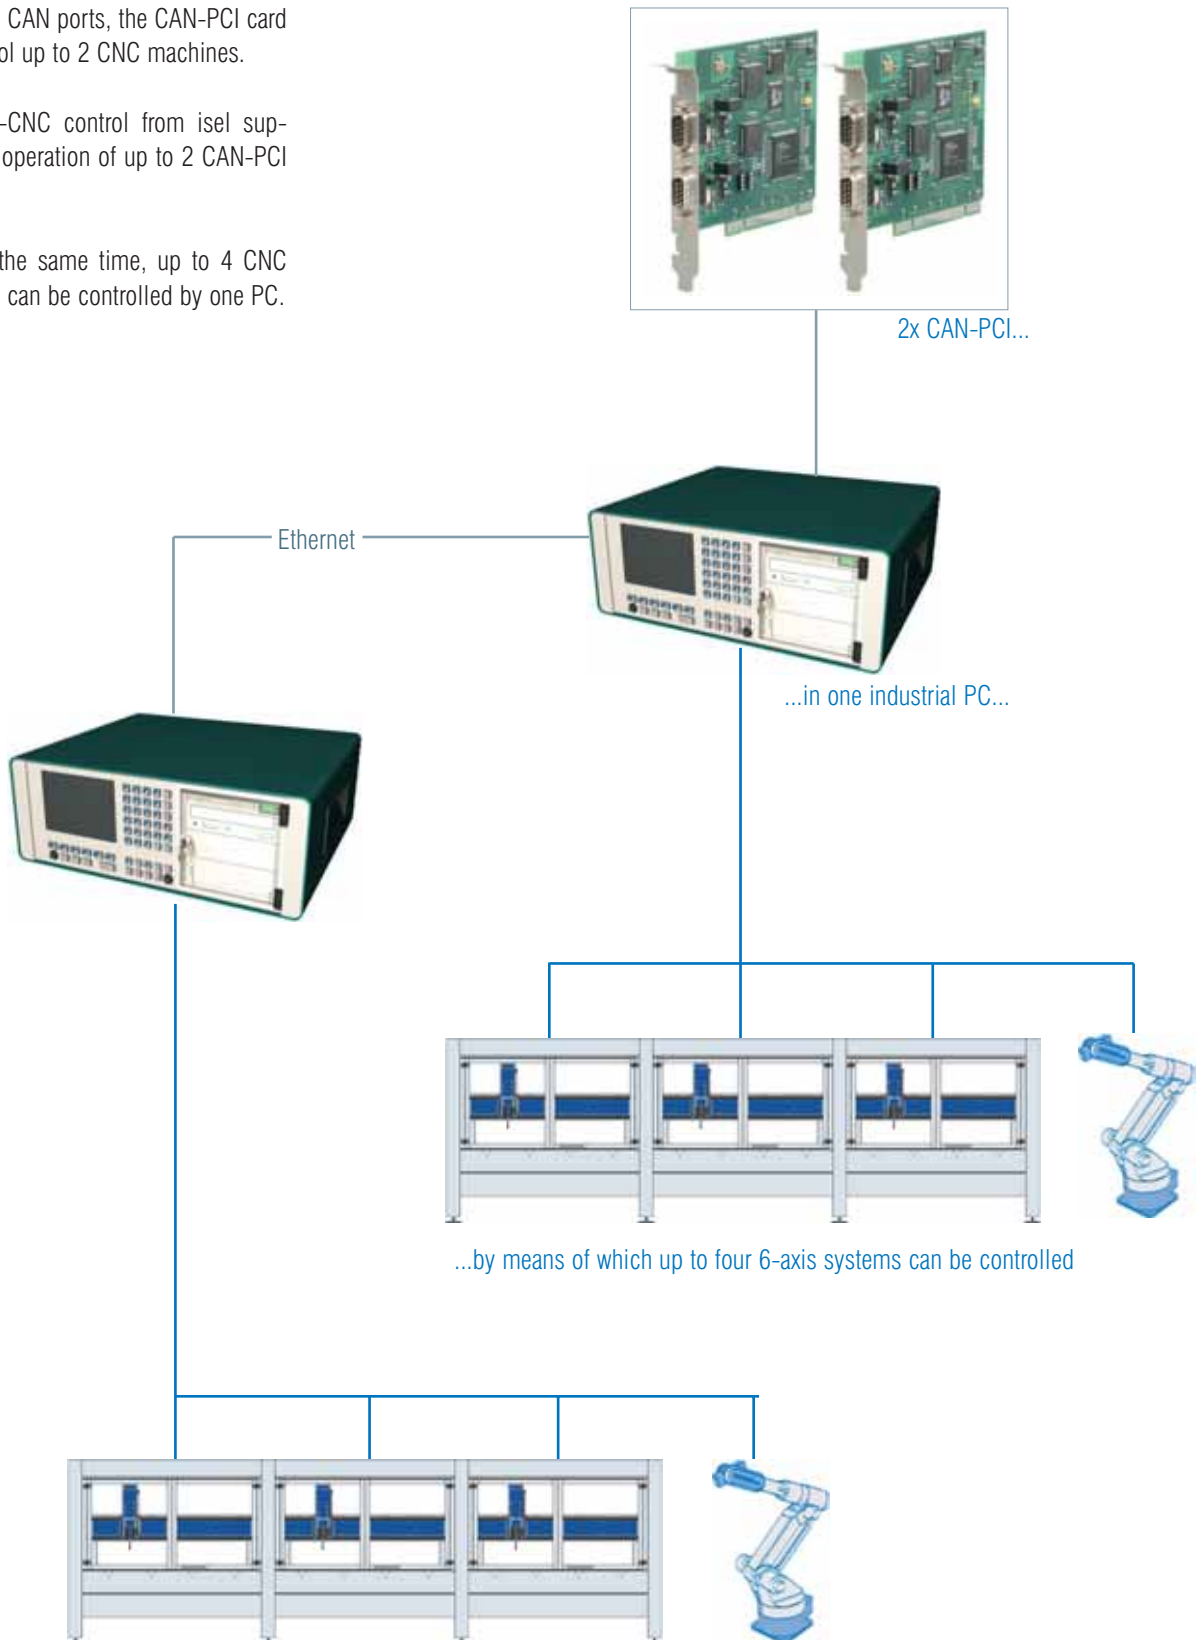 CAN ports, the CAN-PCI card
ol up to 2 CNC machines.
-CNC control from isel sup-
operation of up to 2 CAN-PCI
the same time, up to 4 CNC
can be controlled by one PC.
2x CAN-PCI...
Ethernet
...in one industrial PC...
...by means of which up to four 6-axis systems can be controlled